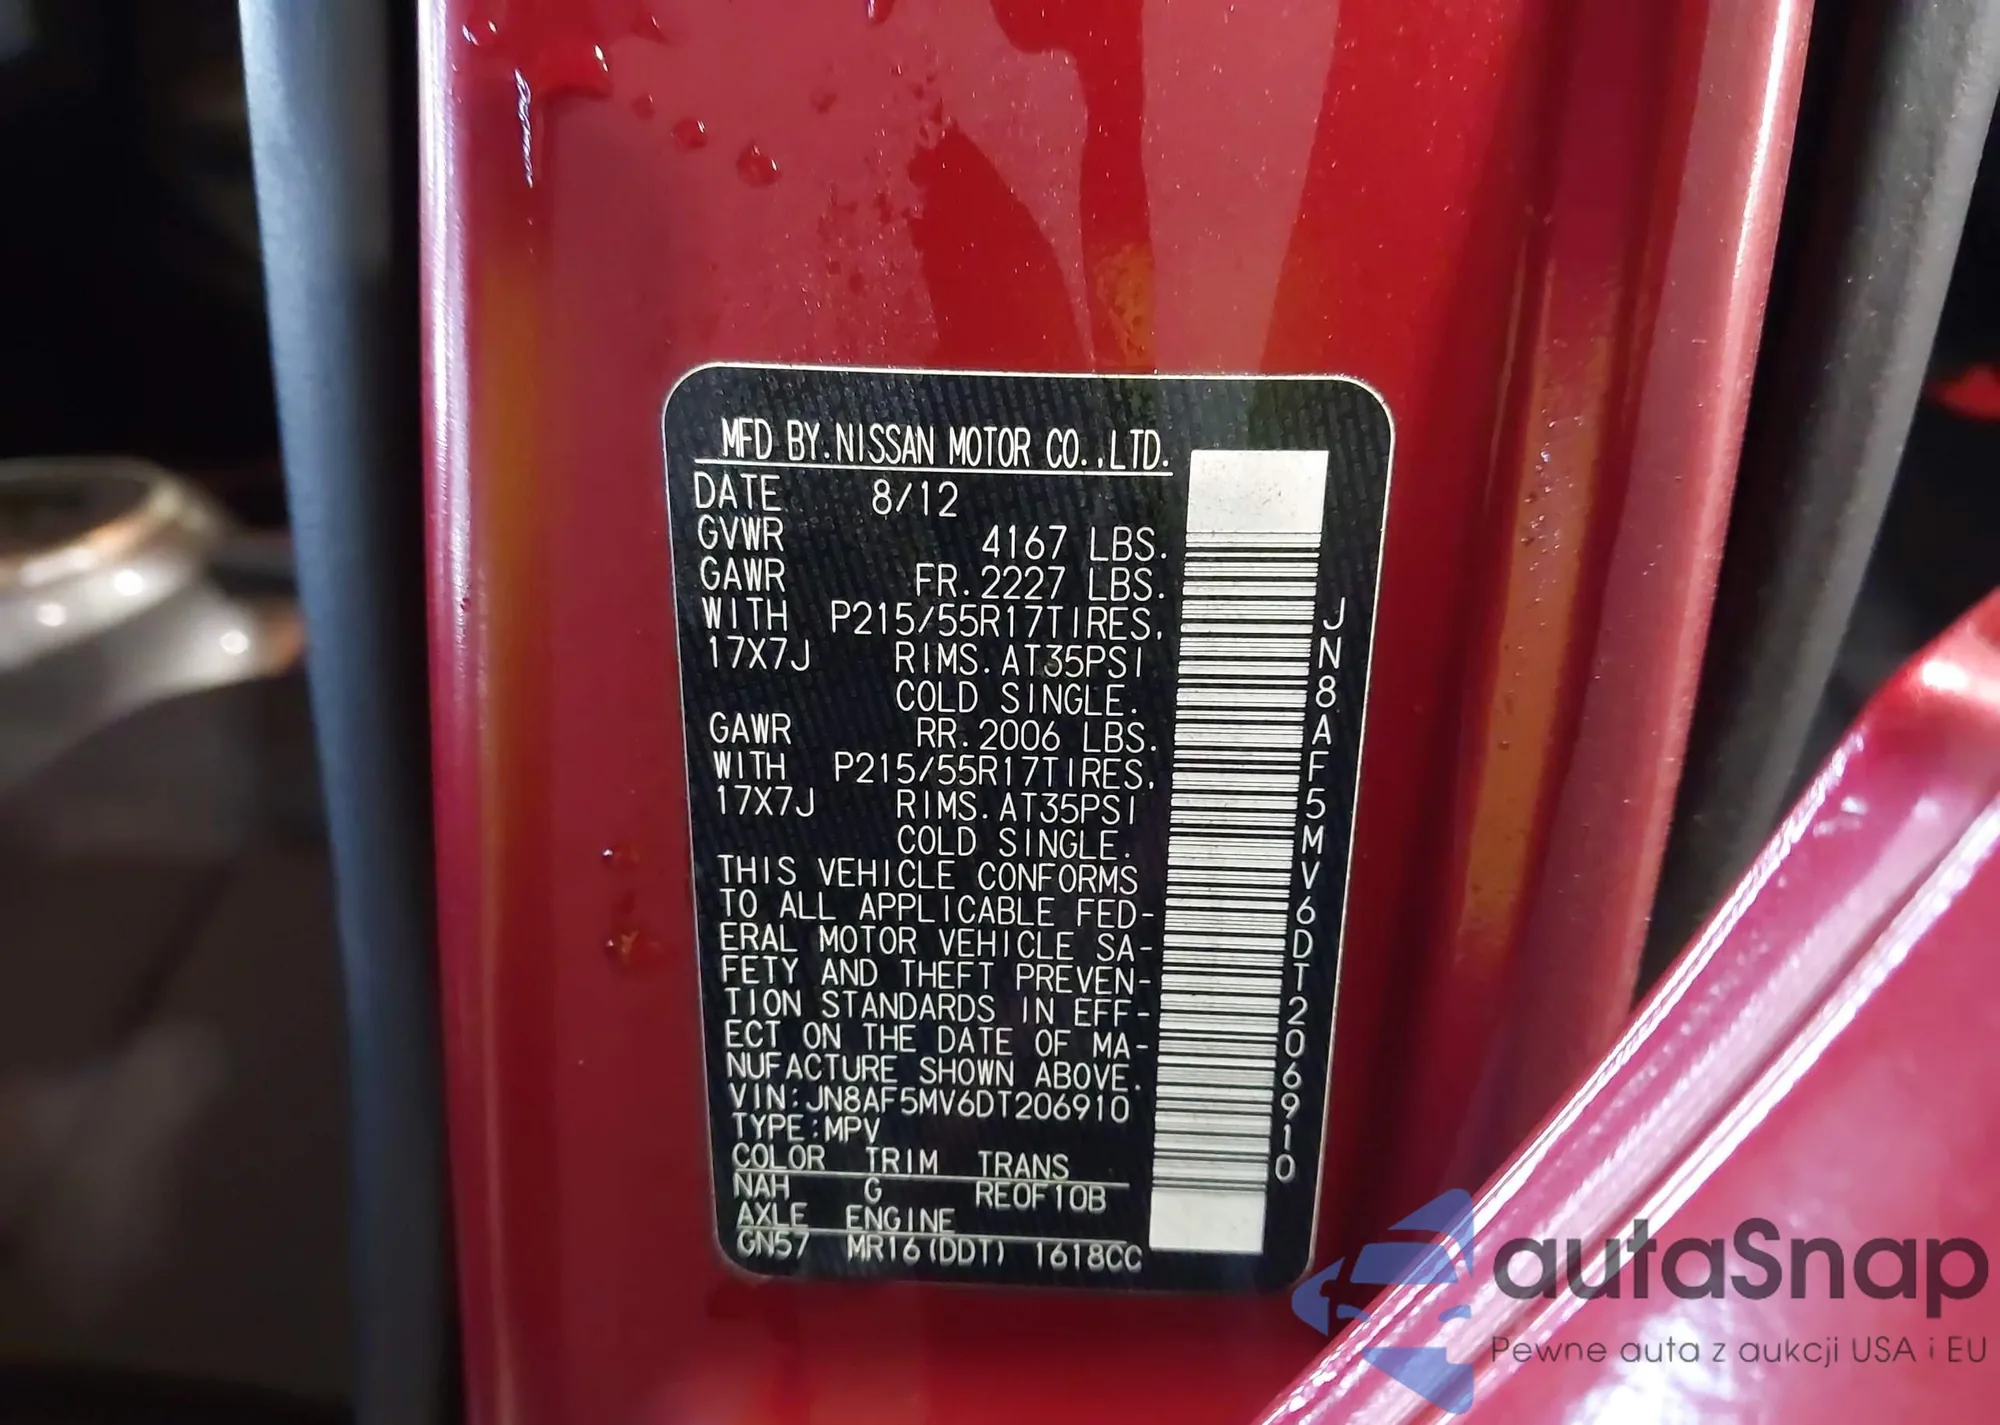 MFD BY.NISSAN MOTOR CO.,LTD.
DATE 8/12
GVWR 4167 LBS.
GAWR FR.2227 LBS.
WITH P215/55R17TIRES,
17X7J RIMS.AT35PSI
COLD SINGLE.
GAWR RR.2006 LBS.
WITH P215/55R17TIRES,
17X7J RIMS.AT35PSI
COLD SINGLE.
THIS VEHICLE CONFORMS
TO ALL APPLICABLE FED-
ERAL MOTOR VEHICLE SA-
FETY AND THEFT PREVEN-
TION STANDARDS IN EFF-
ECT ON THE DATE OF MA-
NUFACTURE SHOWN ABOVE.
VIN:JN8AF5MV6DT206910
TYPE:MPV
COLOR TRIM TRANS
NAH G RE0F10B
AXLE ENGINE
GN57 MR16(DDT) 1618CC
JN8AF5MV6DT206910
autaSnap
Pewne auta z aukcji USA i EU